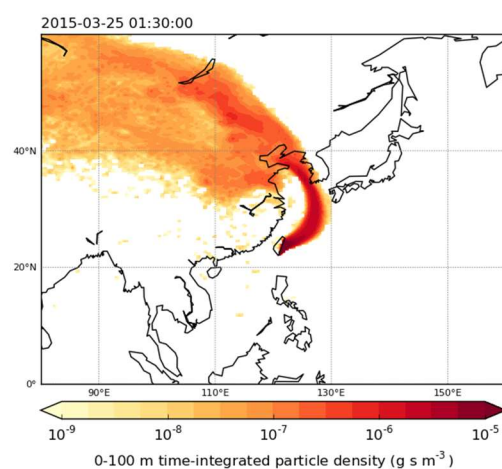 2015-03-25 01:30:00
40°N
20°N
0°
90°E 110°E 130°E 150°E
10⁻⁹ 10⁻⁸ 10⁻⁷ 10⁻⁶ 10⁻⁵
0-100 m time-integrated particle density (g s m⁻³)